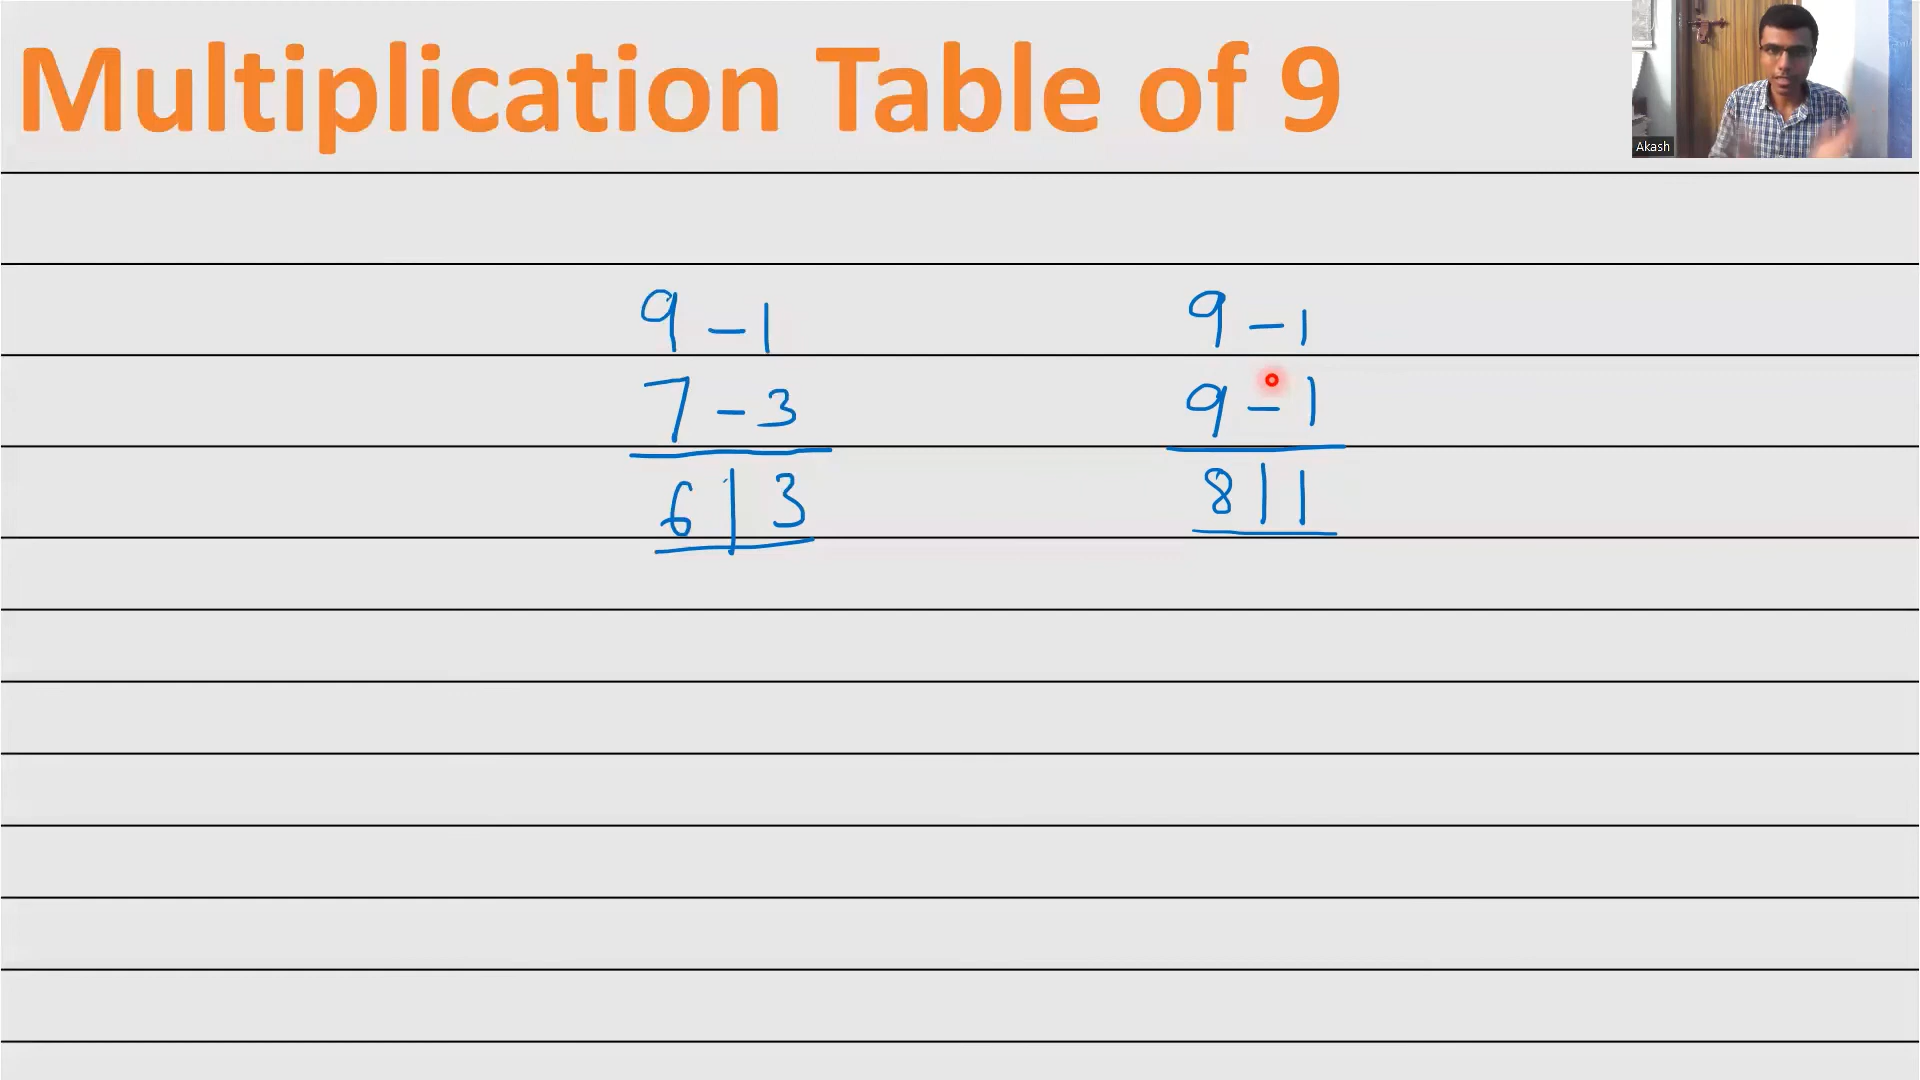 Multiplication Table of 9
Akash
9 - 1
7 - 3
6 | 3
9 - 1
9 - 1
8 | 1